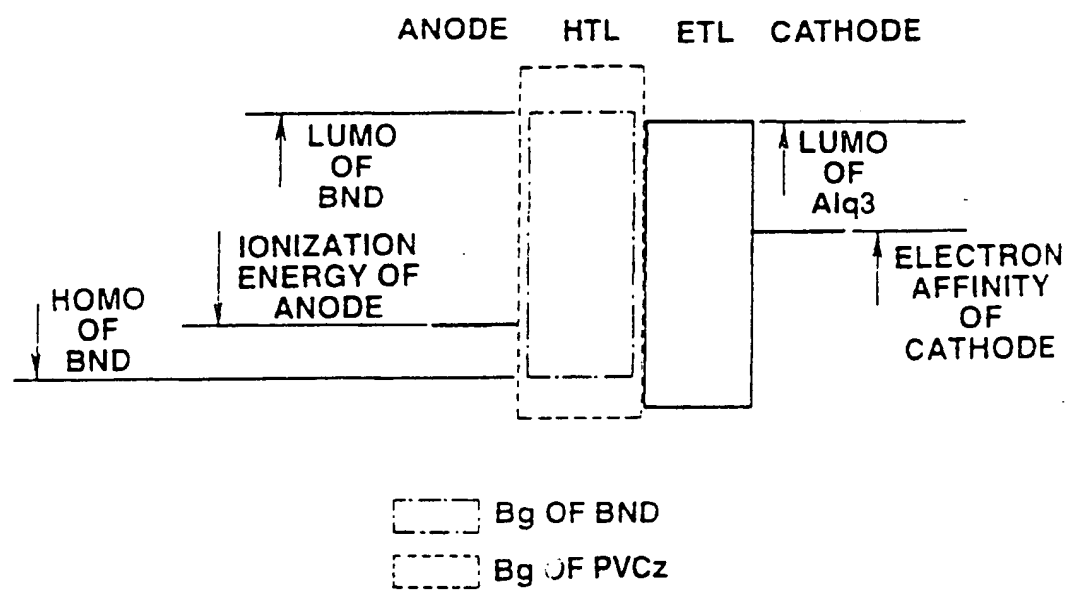 ANODE HTL ETL CATHODE
LUMO
OF
BND
LUMO
OF
Alq3
IONIZATION
ENERGY OF
ANODE
ELECTRON
AFFINITY
OF
CATHODE
HOMO
OF
BND
Bg OF BND
Bg OF PVCz